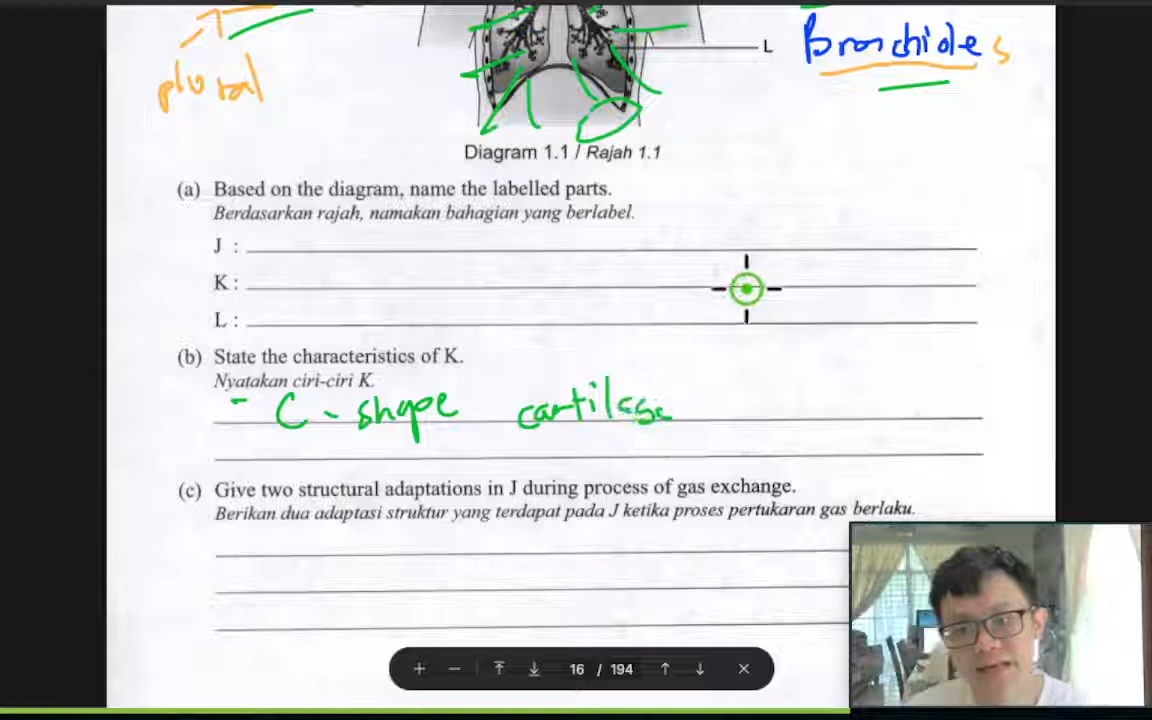 L
Bronchioles
plural
Diagram 1.1 / Rajah 1.1
(a) Based on the diagram, name the labelled parts.
Berdasarkan rajah, namakan bahagian yang berlabel.
J :
K :
L :
(b) State the characteristics of K.
Nyatakan ciri-ciri K.
- C - shape cartilage
(c) Give two structural adaptations in J during process of gas exchange.
Berikan dua adaptasi struktur yang terdapat pada J ketika proses pertukaran gas berlaku.
16 / 194